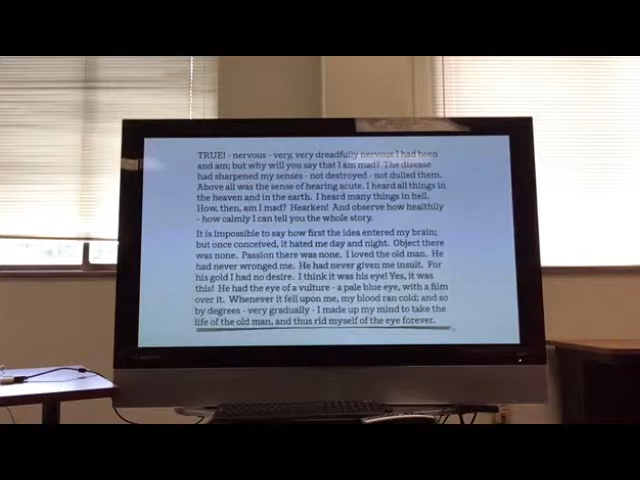 TRUE! - nervous - very, very dreadfully nervous I had been
and am; but why will you say that I am mad? The disease
had sharpened my senses - not destroyed - not dulled them.
Above all was the sense of hearing acute. I heard all things in
the heaven and in the earth. I heard many things in hell.
How, then, am I mad? Hearken! And observe how healthily
- how calmly I can tell you the whole story.
It is impossible to say how first the idea entered my brain;
but once conceived, it hated me day and night. Object there
was none. Passion there was none. I loved the old man. He
had never wronged me. He had never given me insult. For
his gold I had no desire. I think it was his eye! Yes, it was
this! He had the eye of a vulture - a pale blue eye, with a film
over it. Whenever it fell upon me, my blood ran cold; and so
by degrees - very gradually - I made up my mind to take the
life of the old man, and thus rid myself of the eye forever.